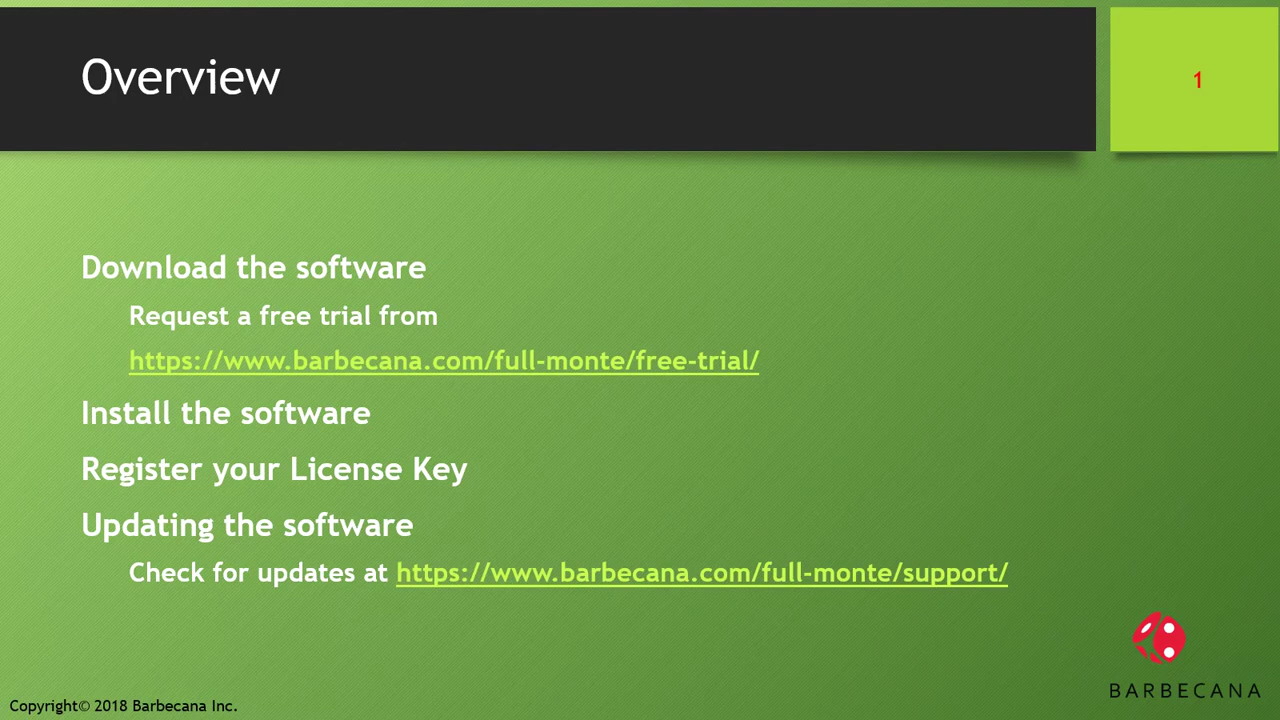 Overview
1
Download the software
Request a free trial from
https://www.barbecana.com/full-monte/free-trial/
Install the software
Register your License Key
Updating the software
Check for updates at https://www.barbecana.com/full-monte/support/
BARBECANA
Copyright© 2018 Barbecana Inc.